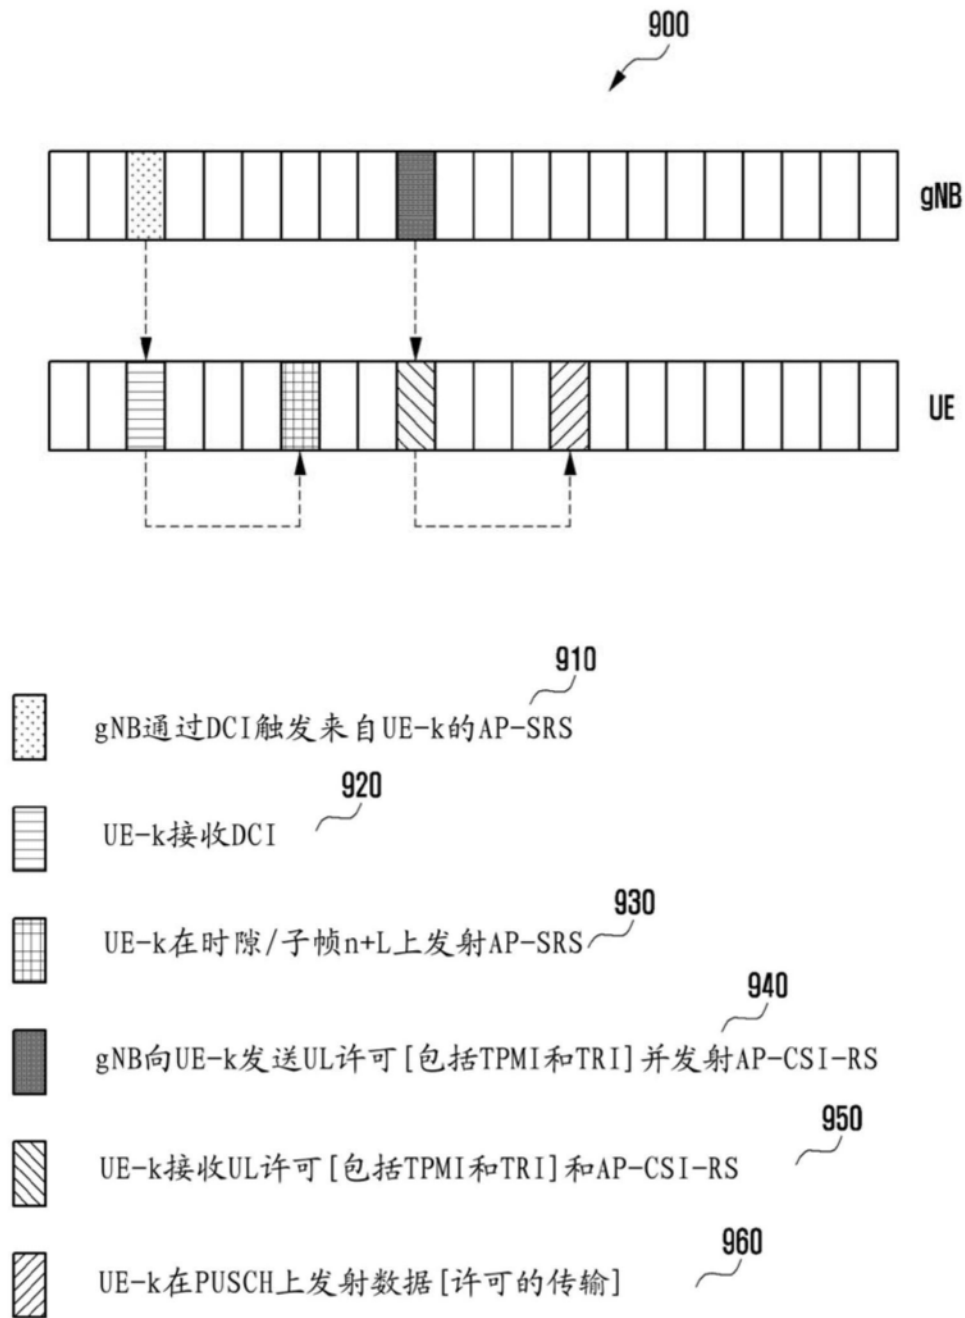 900
gNB
UE
910
gNB通过DCI触发来自UE-k的AP-SRS
920
UE-k接收DCI
930
UE-k在时隙/子帧n+L上发射AP-SRS
940
gNB向UE-k发送UL许可[包括TPMI和TRI]并发射AP-CSI-RS
950
UE-k接收UL许可[包括TPMI和TRI]和AP-CSI-RS
960
UE-k在PUSCH上发射数据[许可的传输]